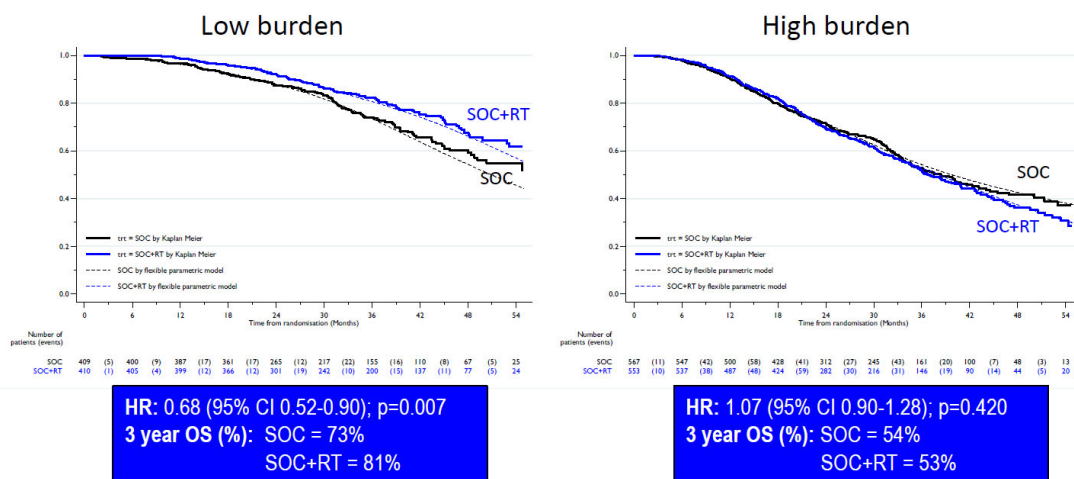 Low burden
1.0
0.8
0.6
0.4
0.2
0.0
SOC+RT
SOC
trt = SOC by Kaplan Meier
trt = SOC+RT by Kaplan Meier
SOC by flexible parametric model
SOC+RT by flexible parametric model
0 6 12 18 24 30 36 42 48 54
Time from randomisation (Months)
Number of
patients (events)
SOC 409 (5) 400 (9) 387 (17) 361 (17) 265 (12) 217 (22) 155 (16) 110 (8) 67 (5) 25
SOC+RT 410 (1) 405 (4) 399 (12) 366 (12) 301 (19) 242 (10) 200 (15) 137 (11) 77 (5) 24
HR: 0.68 (95% CI 0.52-0.90); p=0.007
3 year OS (%): SOC = 73%
SOC+RT = 81%
High burden
1.0
0.8
0.6
0.4
0.2
0.0
SOC
SOC+RT
trt = SOC by Kaplan Meier
trt = SOC+RT by Kaplan Meier
SOC by flexible parametric model
SOC+RT by flexible parametric model
0 6 12 18 24 30 36 42 48 54
Time from randomisation (Months)
Number of
patients (events)
SOC 567 (11) 547 (42) 500 (58) 428 (41) 312 (27) 245 (43) 161 (20) 100 (7) 48 (3) 13
SOC+RT 553 (10) 537 (38) 487 (48) 424 (59) 282 (30) 216 (31) 146 (19) 90 (14) 44 (5) 20
HR: 1.07 (95% CI 0.90-1.28); p=0.420
3 year OS (%): SOC = 54%
SOC+RT = 53%